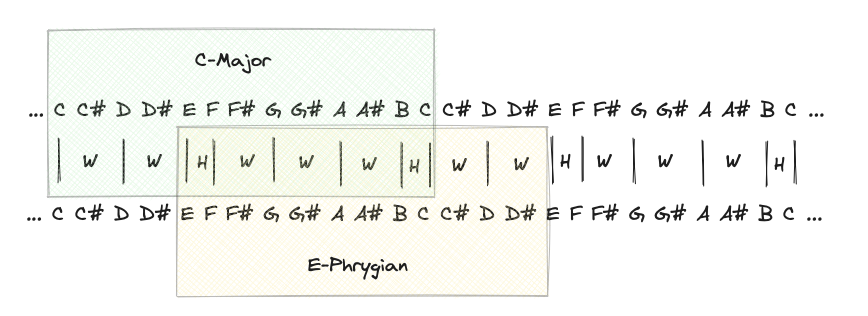 C-Major
... C C# D D# E F F# G G# A A# B C C# D D# E F F# G G# A A# B C ...
| W | W | H | W | W | W | H | W | W | H | W | W | W | H |
... C C# D D# E F F# G G# A A# B C C# D D# E F F# G G# A A# B C ...
E-Phrygian